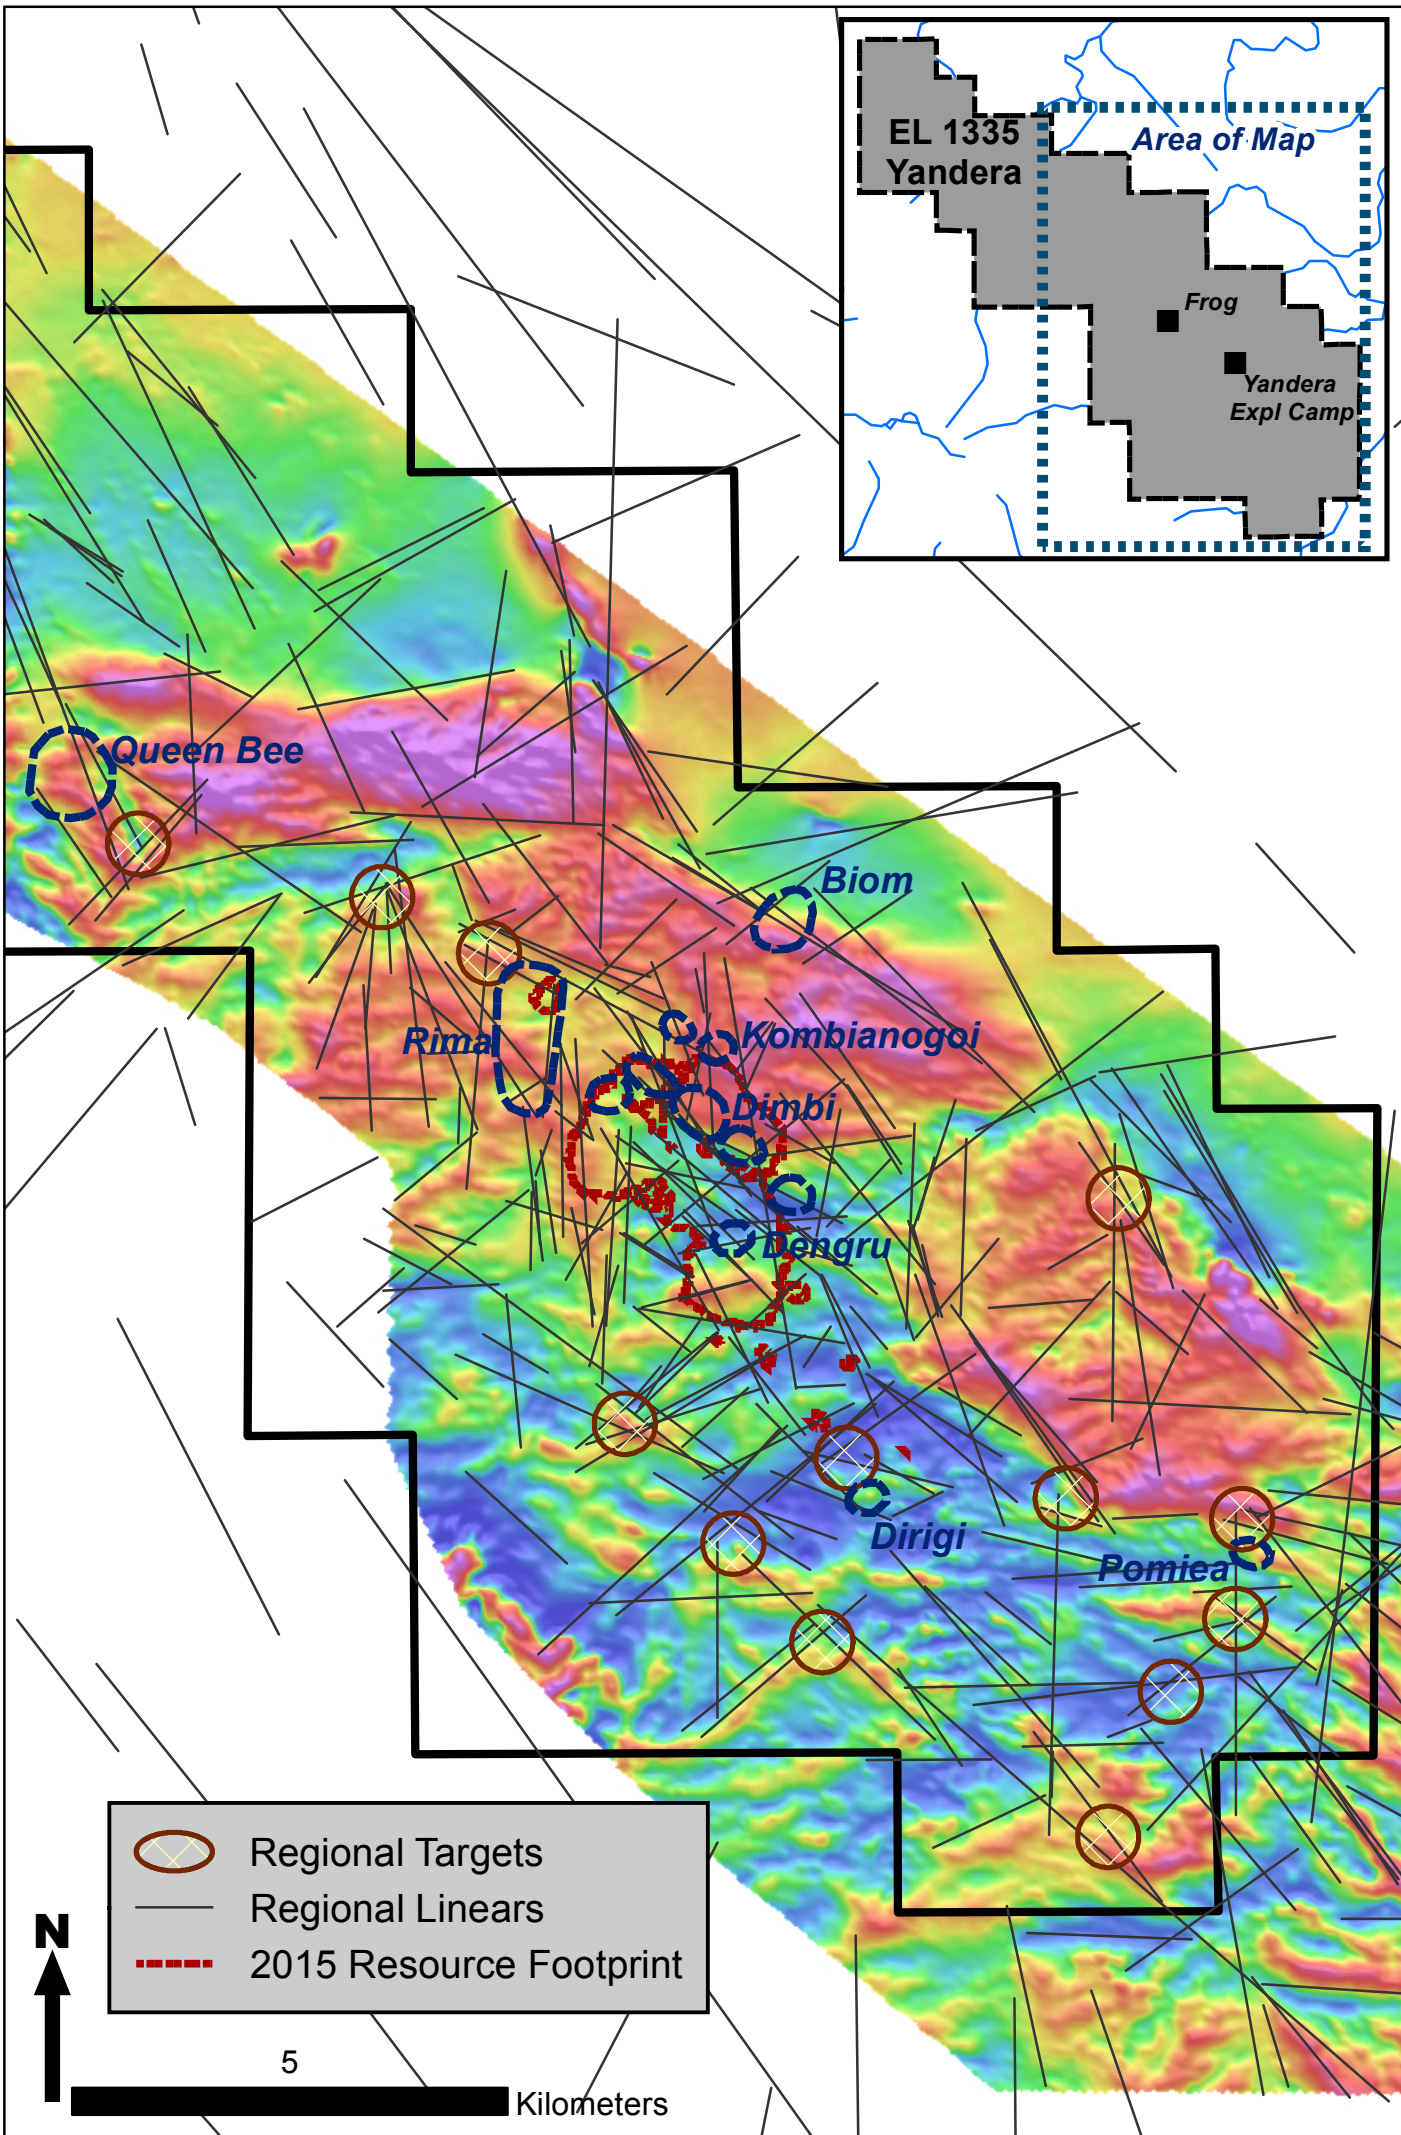 EL 1335
Yandera
Area of Map
Frog
Yandera
Expl Camp
Queen Bee
Biom
Rima
Kombianogoi
Dimbi
Dengru
Dirigi
Pomiea
Regional Targets
Regional Linears
2015 Resource Footprint
N
5
Kilometers